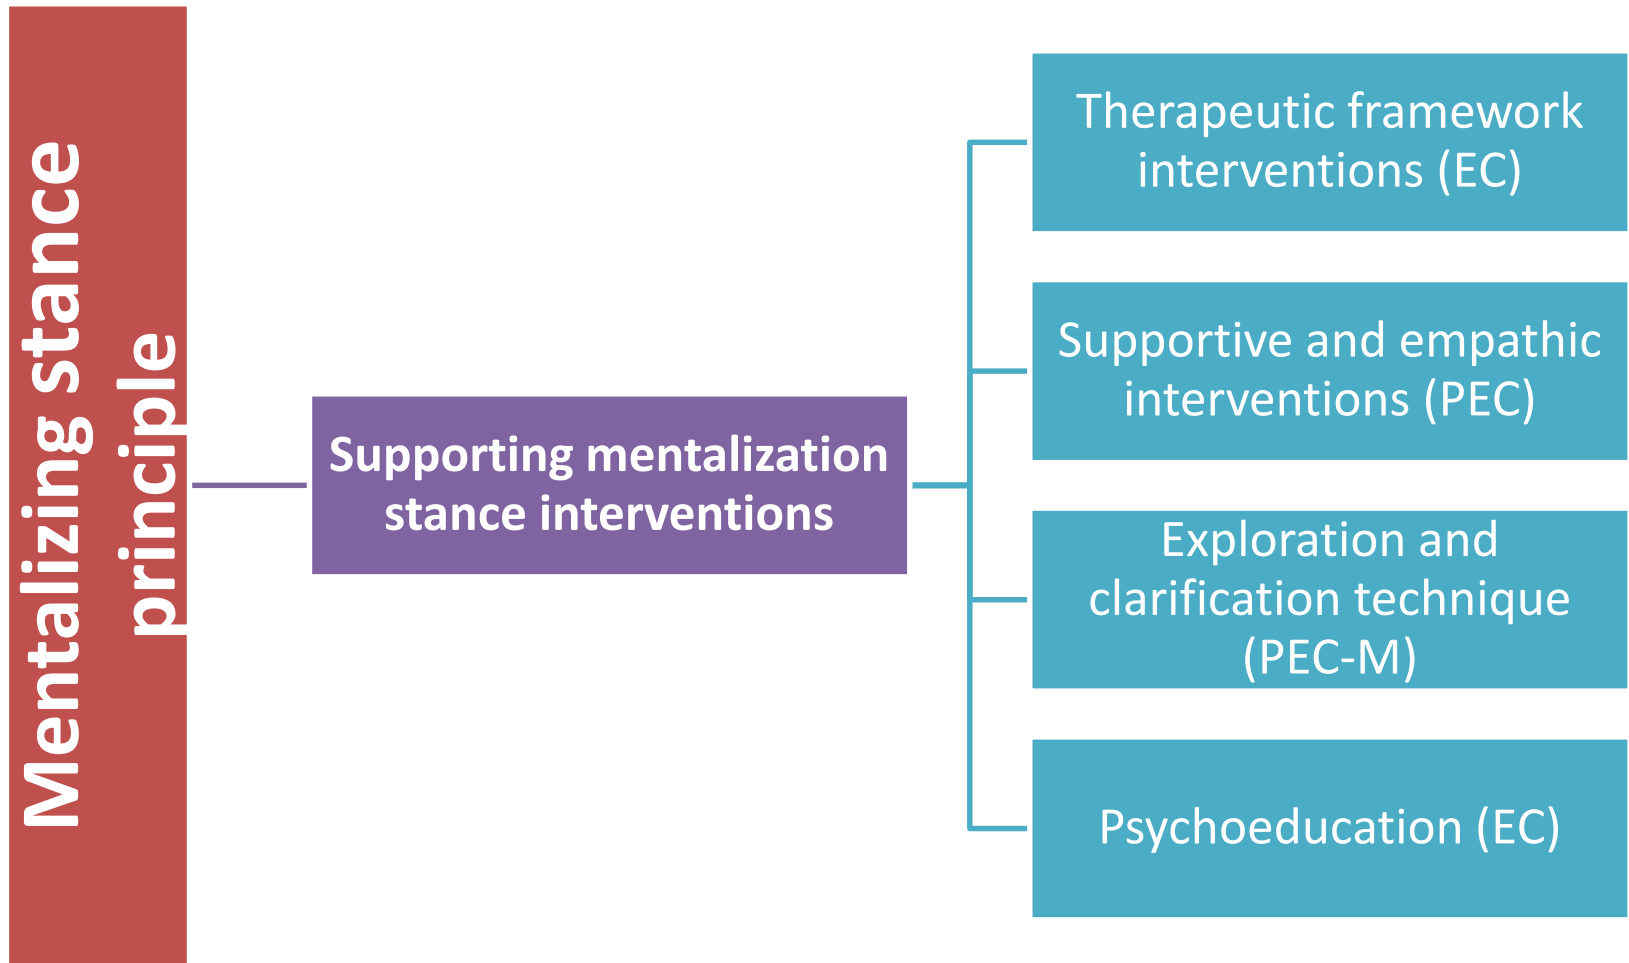 Mentalizing stance
principle
Supporting mentalization
stance interventions
Therapeutic framework
interventions (EC)
Supportive and empathic
interventions (PEC)
Exploration and
clarification technique
(PEC-M)
Psychoeducation (EC)